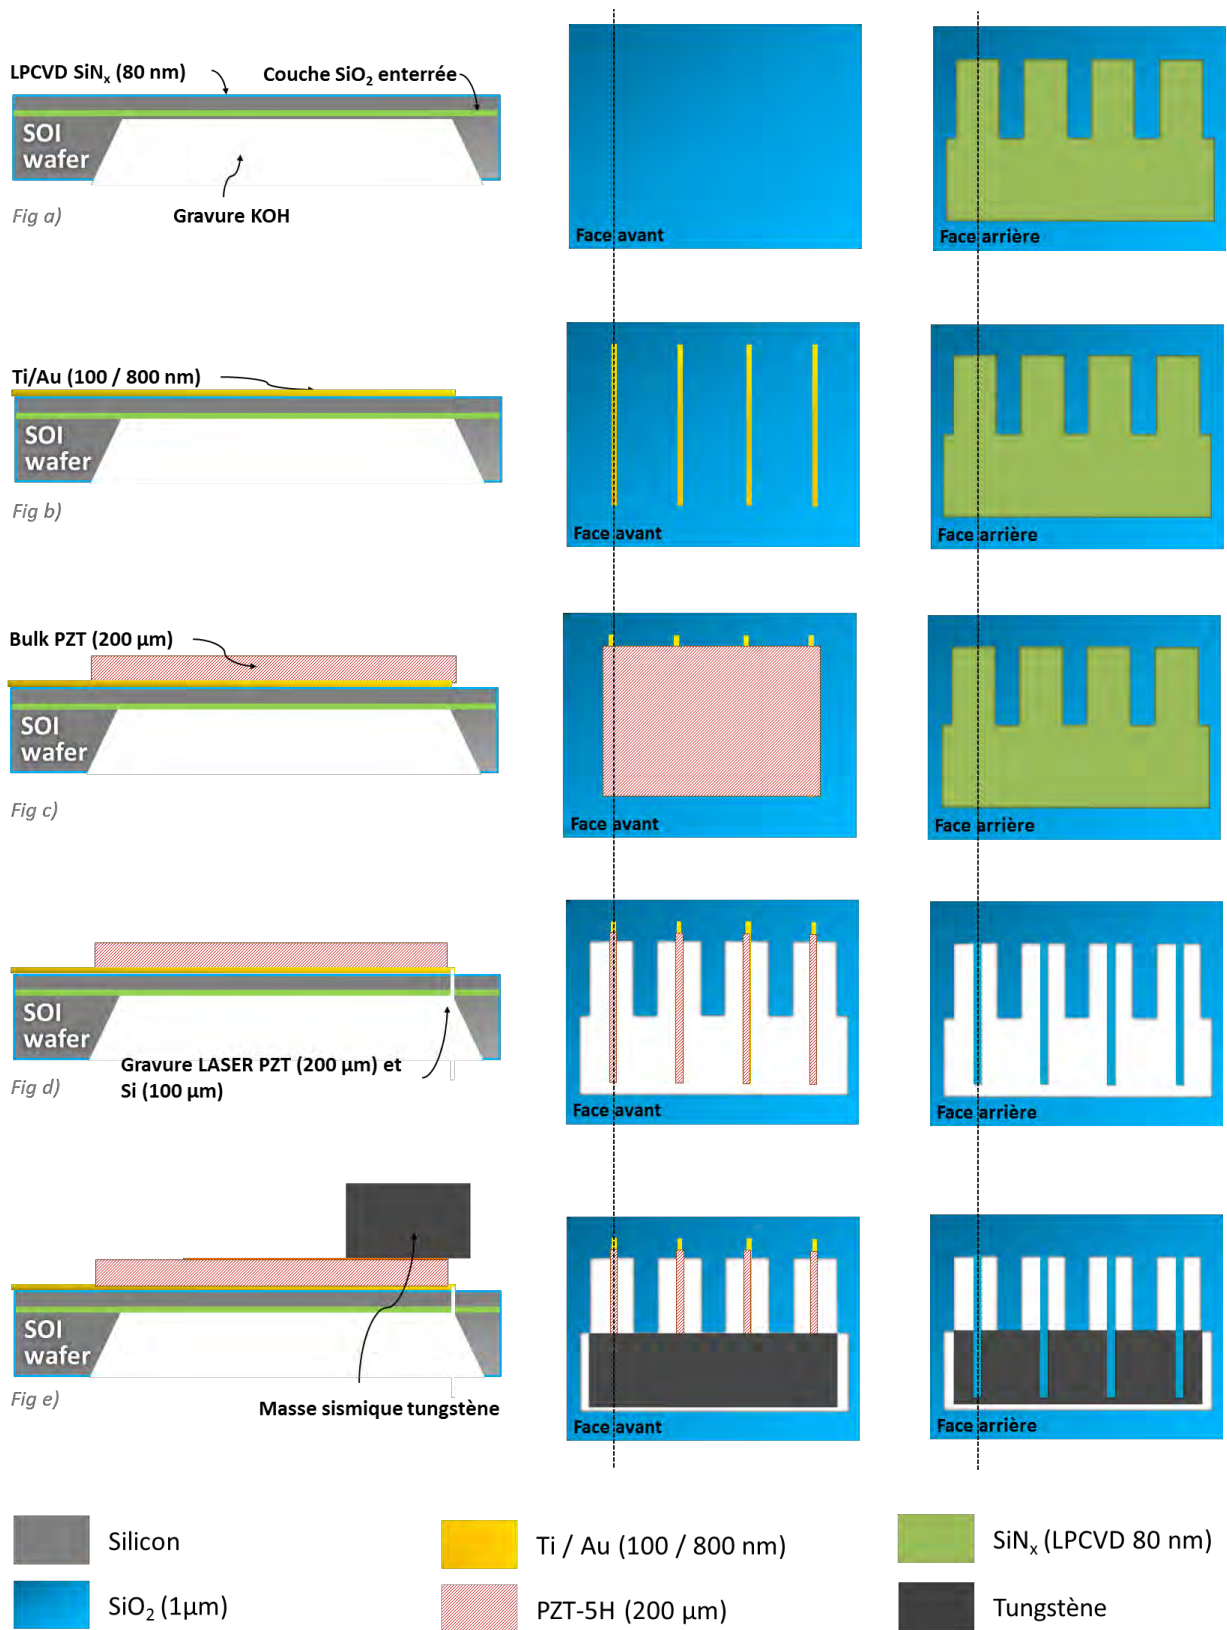 LPCVD SiNx (80 nm)
Couche SiO2 enterrée
SOI
wafer
Gravure KOH
Fig a)
Face avant
Face arrière
Ti/Au (100 / 800 nm)
SOI
wafer
Fig b)
Face avant
Face arrière
Bulk PZT (200 µm)
SOI
wafer
Fig c)
Face avant
Face arrière
SOI
wafer
Gravure LASER PZT (200 µm) et
Si (100 µm)
Fig d)
Face avant
Face arrière
SOI
wafer
Fig e)
Masse sismique tungstène
Face avant
Face arrière
Silicon
Ti / Au (100 / 800 nm)
SiNx (LPCVD 80 nm)
SiO2 (1µm)
PZT-5H (200 µm)
Tungstène